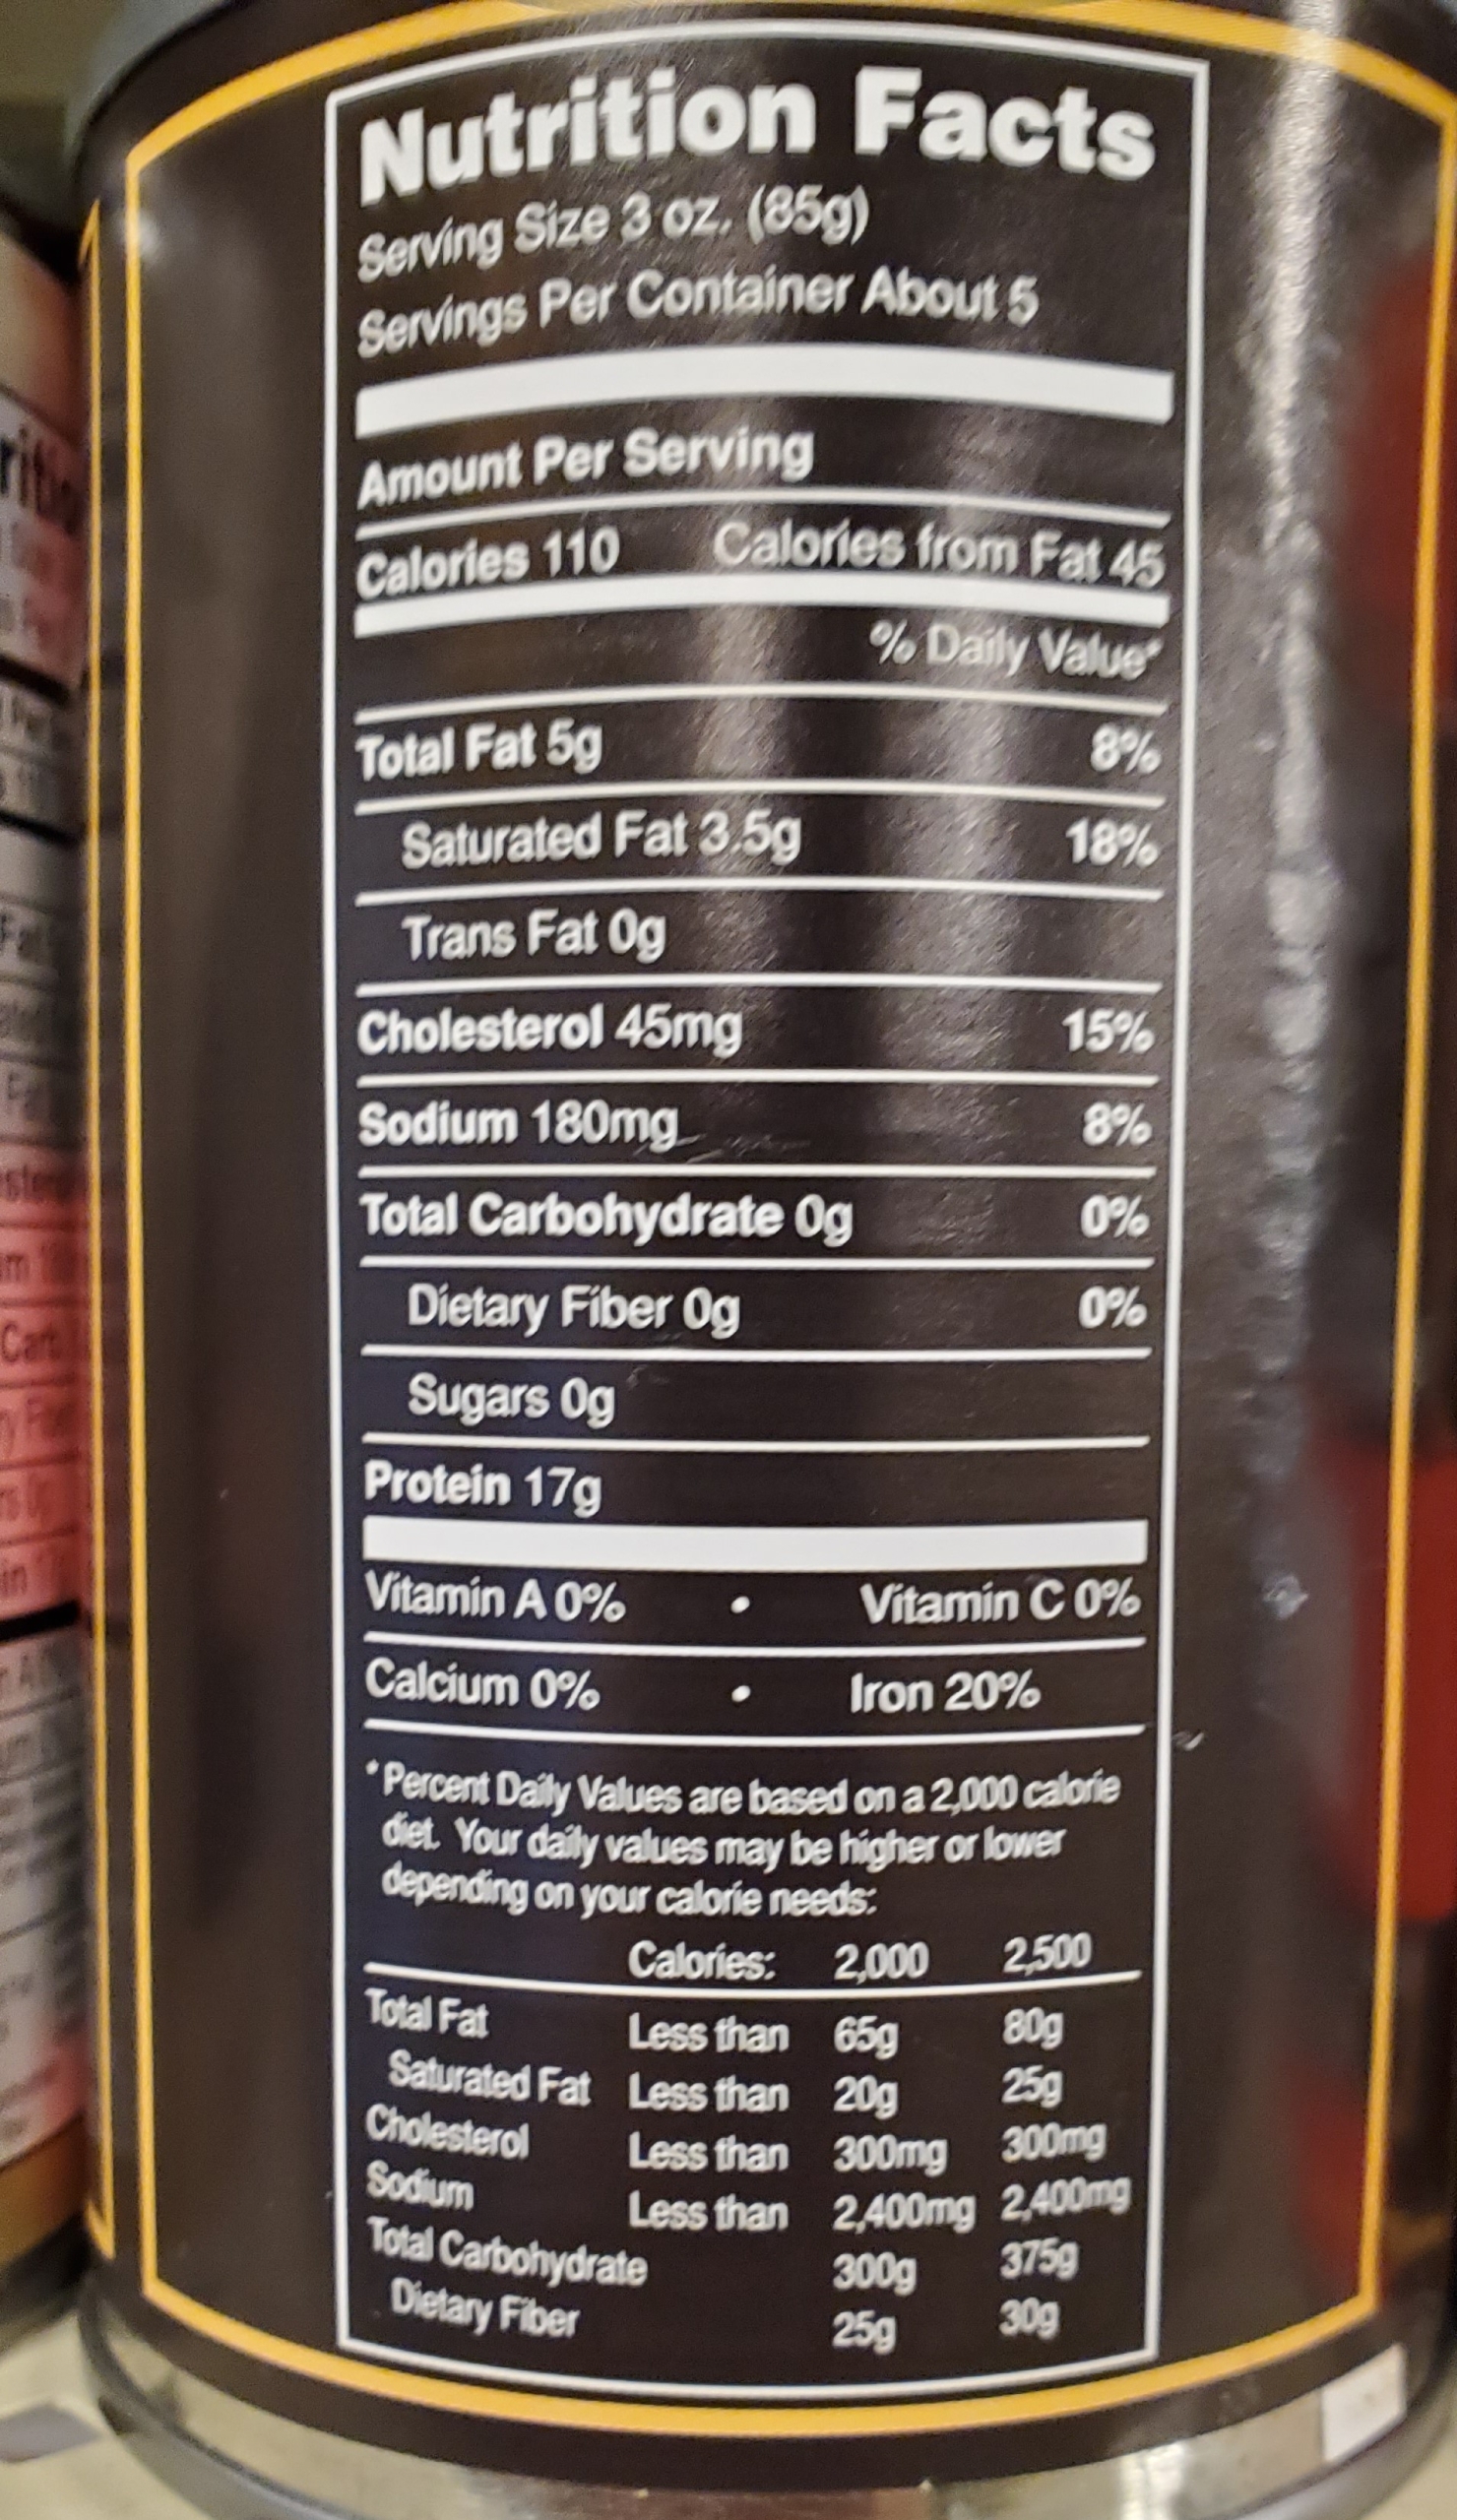 Nutrition Facts
Serving Size 3 oz. (85g)
Servings Per Container About 5
Amount Per Serving
Calories 110 Calories from Fat 45
% Daily Value*
Total Fat 5g 8%
Saturated Fat 3.5g 18%
Trans Fat 0g
Cholesterol 45mg 15%
Sodium 180mg 8%
Total Carbohydrate 0g 0%
Dietary Fiber 0g 0%
Sugars 0g
Protein 17g
Vitamin A 0% • Vitamin C 0%
Calcium 0% • Iron 20%
*Percent Daily Values are based on a 2,000 calorie
diet. Your daily values may be higher or lower
depending on your calorie needs:
Calories: 2,000 2,500
Total Fat Less than 65g 80g
Saturated Fat Less than 20g 25g
Cholesterol Less than 300mg 300mg
Sodium Less than 2,400mg 2,400mg
Total Carbohydrate 300g 375g
Dietary Fiber 25g 30g